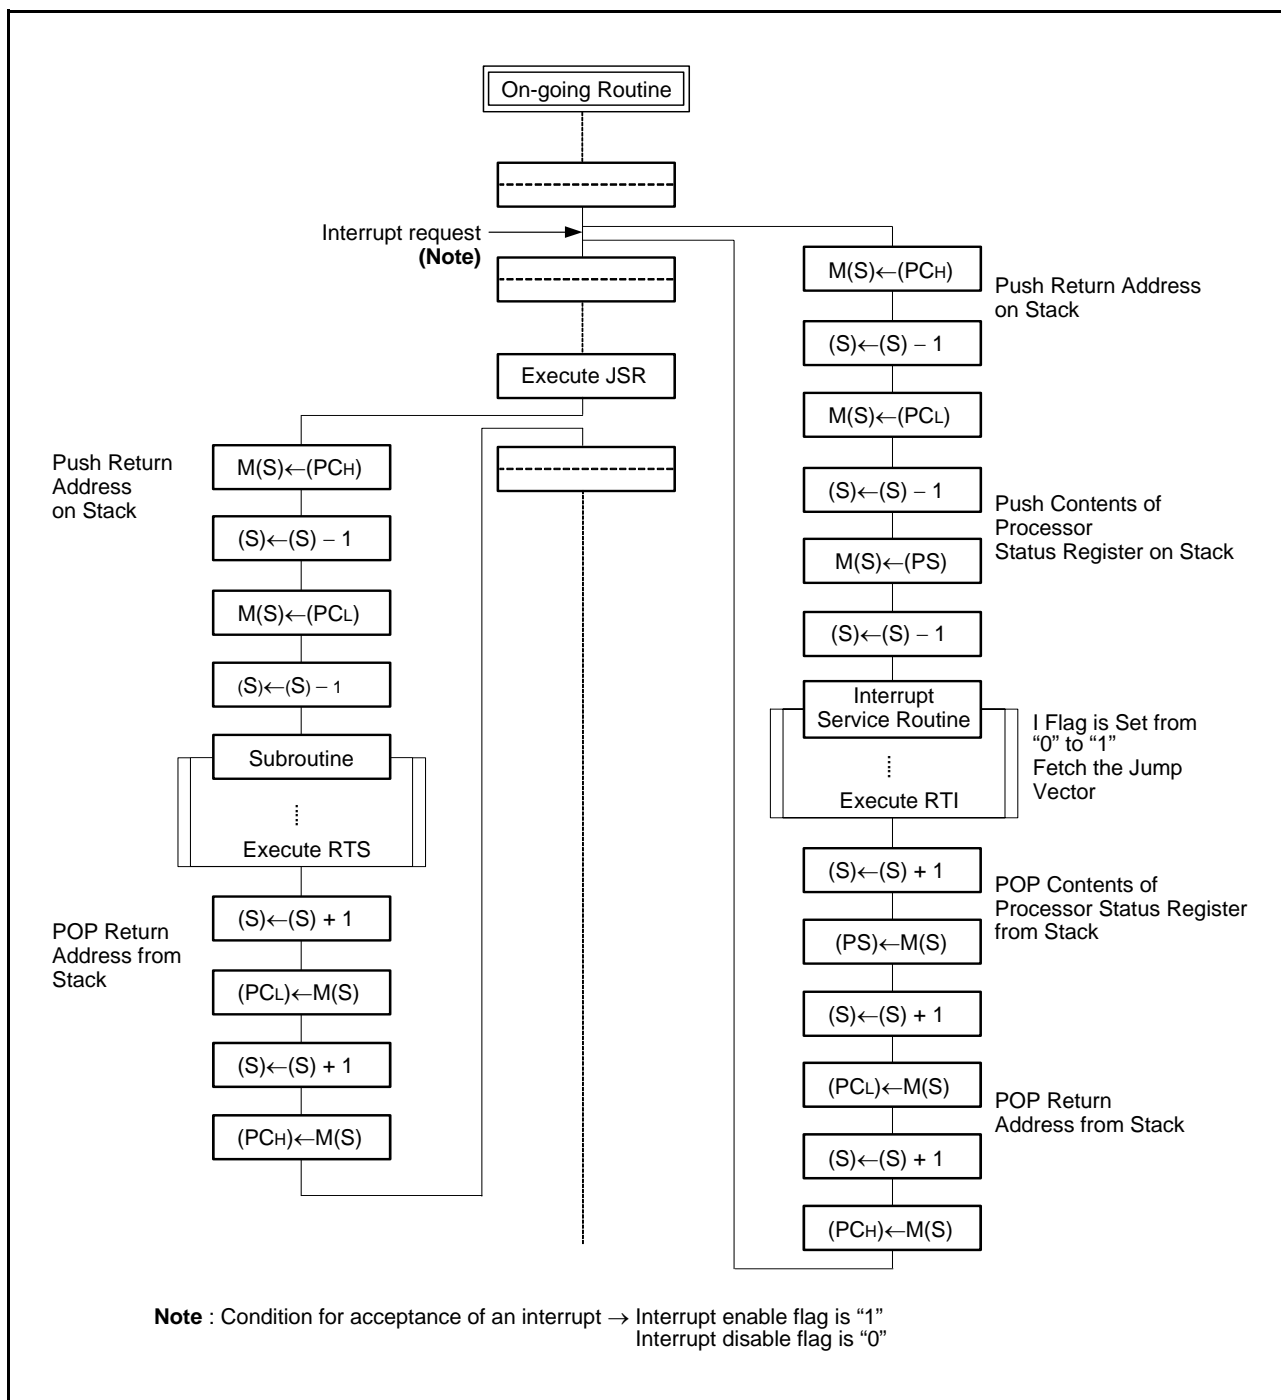 On-going Routine
Interrupt request
(Note)
Execute JSR
Push Return
Address
on Stack
M(S)←(PCH)
(S)←(S) – 1
M(S)←(PCL)
(S)←(S) – 1
Subroutine
Execute RTS
POP Return
Address from
Stack
(S)←(S) + 1
(PCL)←M(S)
(S)←(S) + 1
(PCH)←M(S)
M(S)←(PCH)
Push Return Address
on Stack
(S)←(S) – 1
M(S)←(PCL)
(S)←(S) – 1
Push Contents of
Processor
Status Register on Stack
M(S)←(PS)
(S)←(S) – 1
Interrupt
Service Routine
I Flag is Set from
“0” to “1”
Fetch the Jump
Vector
Execute RTI
(S)←(S) + 1
POP Contents of
Processor Status Register
from Stack
(PS)←M(S)
(S)←(S) + 1
(PCL)←M(S)
POP Return
Address from Stack
(S)←(S) + 1
(PCH)←M(S)
Note : Condition for acceptance of an interrupt → Interrupt enable flag is “1”
Interrupt disable flag is “0”